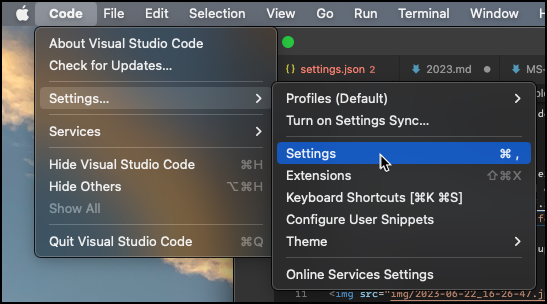 Code File Edit Selection View Go Run Terminal Window
About Visual Studio Code
Check for Updates...
Settings...
Services
Hide Visual Studio Code ⌘H
Hide Others ⌥⌘H
Show All
Quit Visual Studio Code ⌘Q
{} settings.json 2 2023.md MS-
Profiles (Default)
Turn on Settings Sync...
Settings ⌘ ,
Extensions ⇧⌘X
Keyboard Shortcuts [⌘K ⌘S]
Configure User Snippets
Theme
Online Services Settings
11 <img src="img/2023-06-22_16-26-47.j